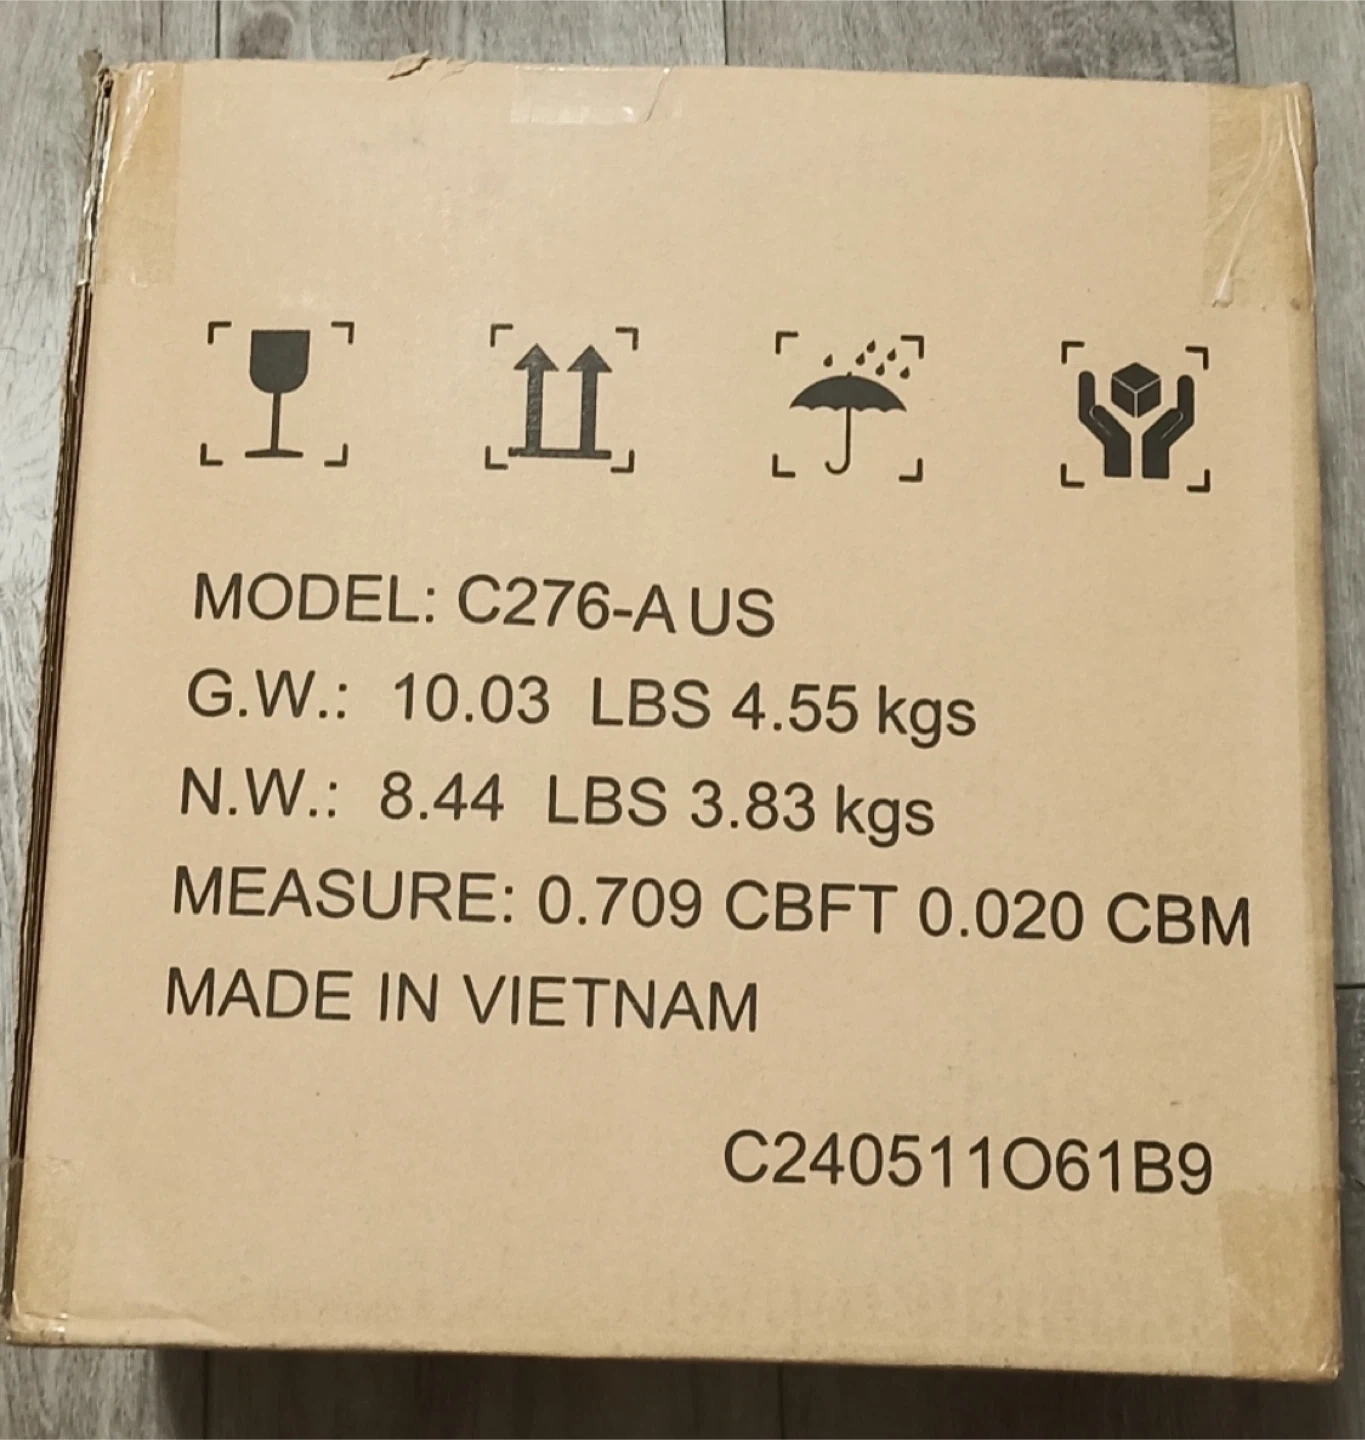 MODEL: C276-A US
G.W.: 10.03 LBS 4.55 kgs
N.W.: 8.44 LBS 3.83 kgs
MEASURE: 0.709 CBFT 0.020 CBM
MADE IN VIETNAM
C240511O61B9